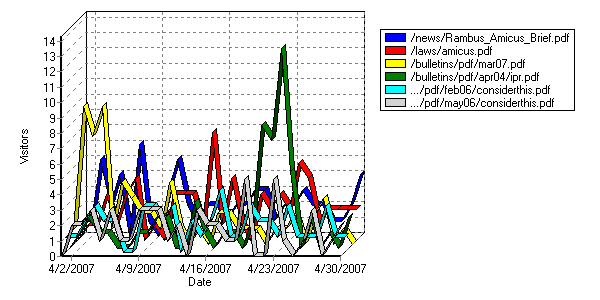 14
13
12
11
10
9
8
7
6
5
4
3
2
1
0
Visitors
4/2/2007 4/9/2007 4/16/2007 4/23/2007 4/30/2007
Date
/news/Rambus_Amicus_Brief.pdf
/laws/amicus.pdf
/bulletins/pdf/mar07.pdf
/bulletins/pdf/apr04/ipr.pdf
.../pdf/feb06/considerthis.pdf
.../pdf/may06/considerthis.pdf